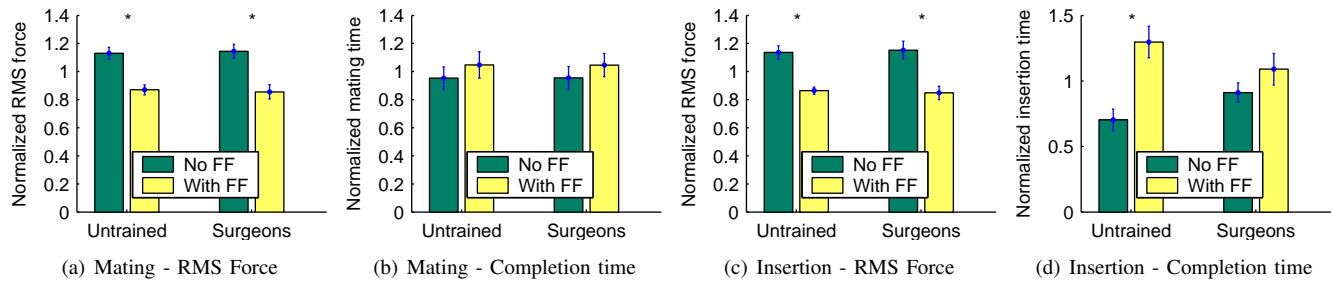 Normalized RMS force
1.4
1.2
1
0.8
0.6
0.4
0.2
0
*
No FF
With FF
Untrained
Surgeons
(a) Mating - RMS Force
Normalized mating time
1.4
1.2
1
0.8
0.6
0.4
0.2
0
No FF
With FF
Untrained
Surgeons
(b) Mating - Completion time
Normalized RMS force
1.4
1.2
1
0.8
0.6
0.4
0.2
0
*
*
No FF
With FF
Untrained
Surgeons
(c) Insertion - RMS Force
Normalized insertion time
1.5
1
0.5
0
*
No FF
With FF
Untrained
Surgeons
(d) Insertion - Completion time